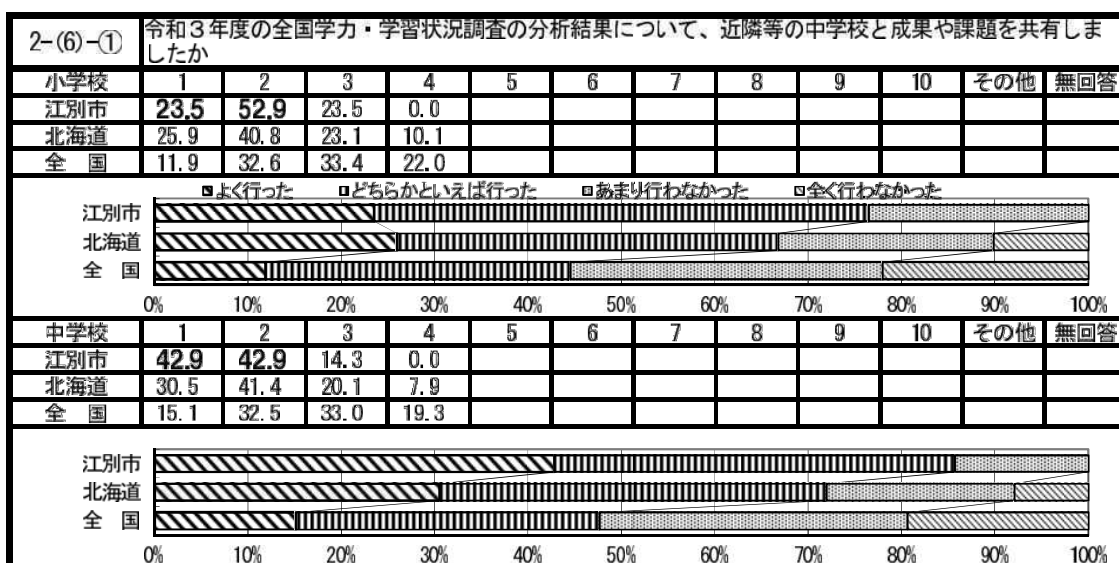 2-(6)-① 令和3年度の全国学力・学習状況調査の分析結果について、近隣等の中学校と成果や課題を共有しま
したか
小学校 1 2 3 4 5 6 7 8 9 10 その他 無回答
江別市 23.5 52.9 23.5 0.0
北海道 25.9 40.8 23.1 10.1
全 国 11.9 32.6 33.4 22.0
よく行った どちらかといえば行った あまり行わなかった 全く行わなかった
江別市
北海道
全 国
0% 10% 20% 30% 40% 50% 60% 70% 80% 90% 100%
中学校 1 2 3 4 5 6 7 8 9 10 その他 無回答
江別市 42.9 42.9 14.3 0.0
北海道 30.5 41.4 20.1 7.9
全 国 15.1 32.5 33.0 19.3
江別市
北海道
全 国
0% 10% 20% 30% 40% 50% 60% 70% 80% 90% 100%